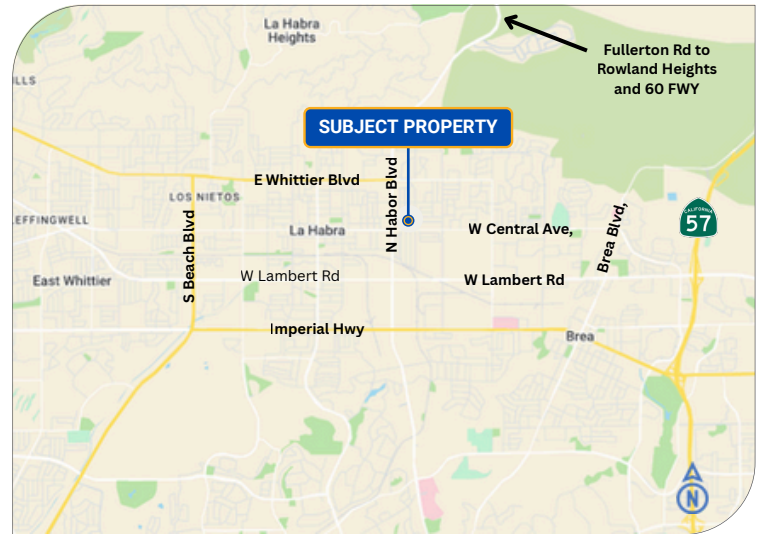 La Habra
Heights
Fullerton Rd to
Rowland Heights
and 60 FWY
ILLS
SUBJECT PROPERTY
E Whittier Blvd
N Habor Blvd
LOS NIETOS
S Beach Blvd
EFFINGWELL
La Habra
W Central Ave,
Brea Blvd,
CALIFORNIA
57
East Whittier
W Lambert Rd
W Lambert Rd
Imperial Hwy
Brea
N